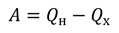 A = Qн − Qх